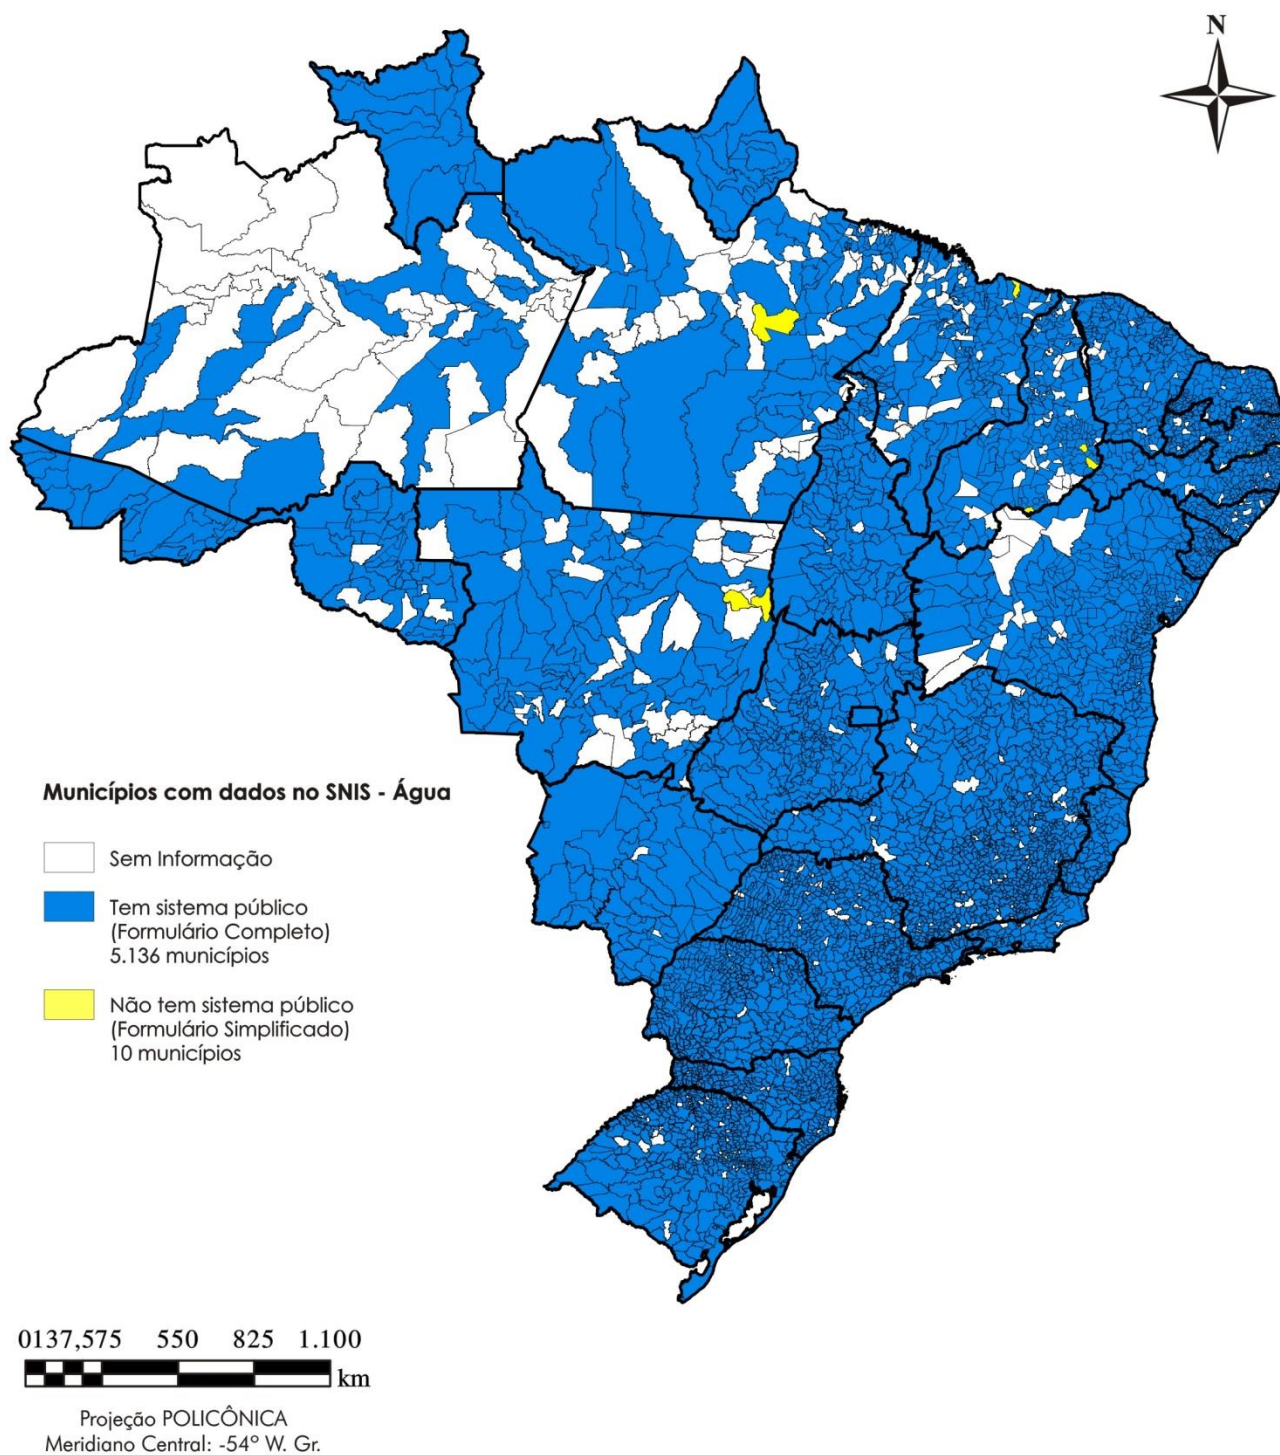 N
Municípios com dados no SNIS - Água
Sem Informação
Tem sistema público
(Formulário Completo)
5.136 municípios
Não tem sistema público
(Formulário Simplificado)
10 municípios
0137,575 550 825 1.100
km
Projeção POLICÔNICA
Meridiano Central: -54° W. Gr.